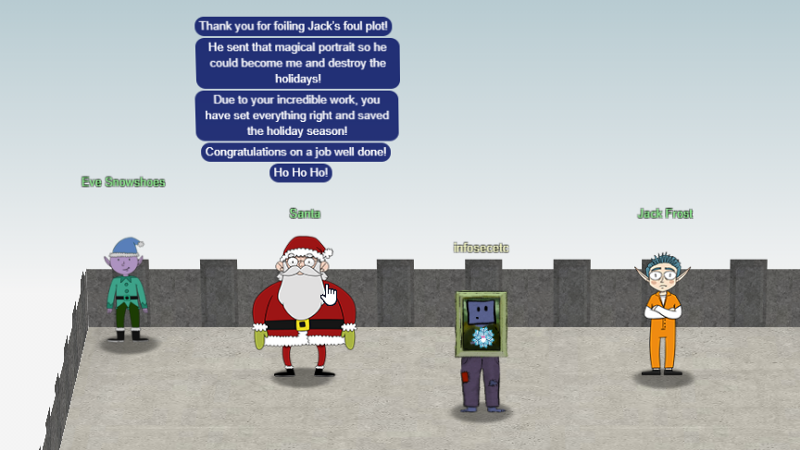 Thank you for foiling Jack's foul plot!
He sent that magical portrait so he
could become me and destroy the
holidays!
Due to your incredible work, you
have set everything right and saved
the holiday season!
Congratulations on a job well done!
Ho Ho Ho!
Eve Snowshoes
Santa
Jack Frost
infoseceto